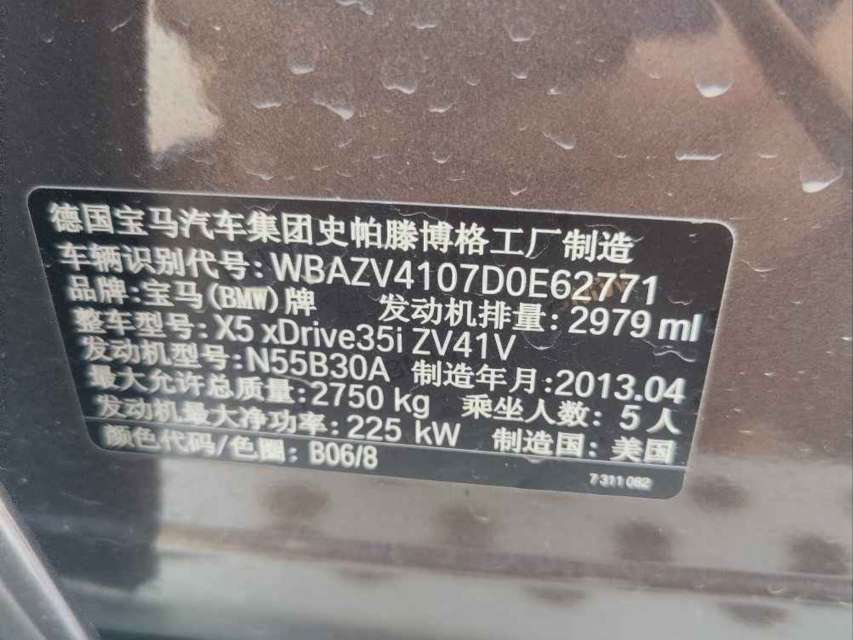 德国宝马汽车集团史帕滕博格工厂制造
车辆识别代号:WBAZV4107D0E62771
品牌:宝马(BMW)牌 发动机排量:2979 ml
整车型号:X5 xDrive35i ZV41V
发动机型号:N55B30A 制造年月:2013.04
最大允许总质量:2750 kg 乘坐人数: 5人
发动机最大净功率:225 kW 制造国:美国
颜色代码/色圈: B06/8
7 311 062